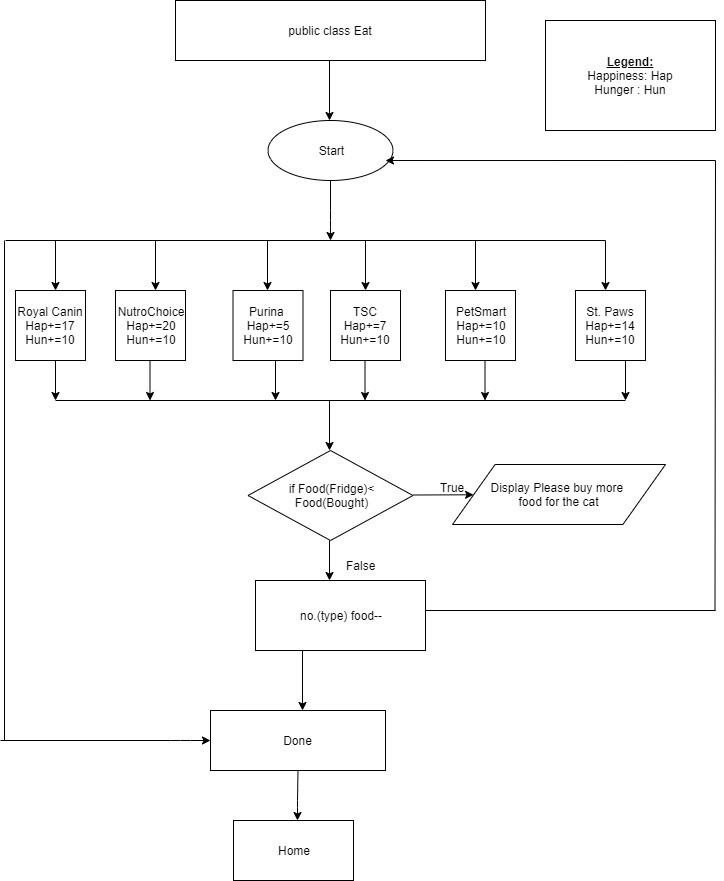 public class Eat
Legend:
Happiness: Hap
Hunger : Hun
Start
Royal Canin
Hap+=17
Hun+=10
NutroChoice
Hap+=20
Hun+=10
Purina
Hap+=5
Hun+=10
TSC
Hap+=7
Hun+=10
PetSmart
Hap+=10
Hun+=10
St. Paws
Hap+=14
Hun+=10
if Food(Fridge)<
Food(Bought)
True
Display Please buy more
food for the cat
False
no.(type) food--
Done
Home